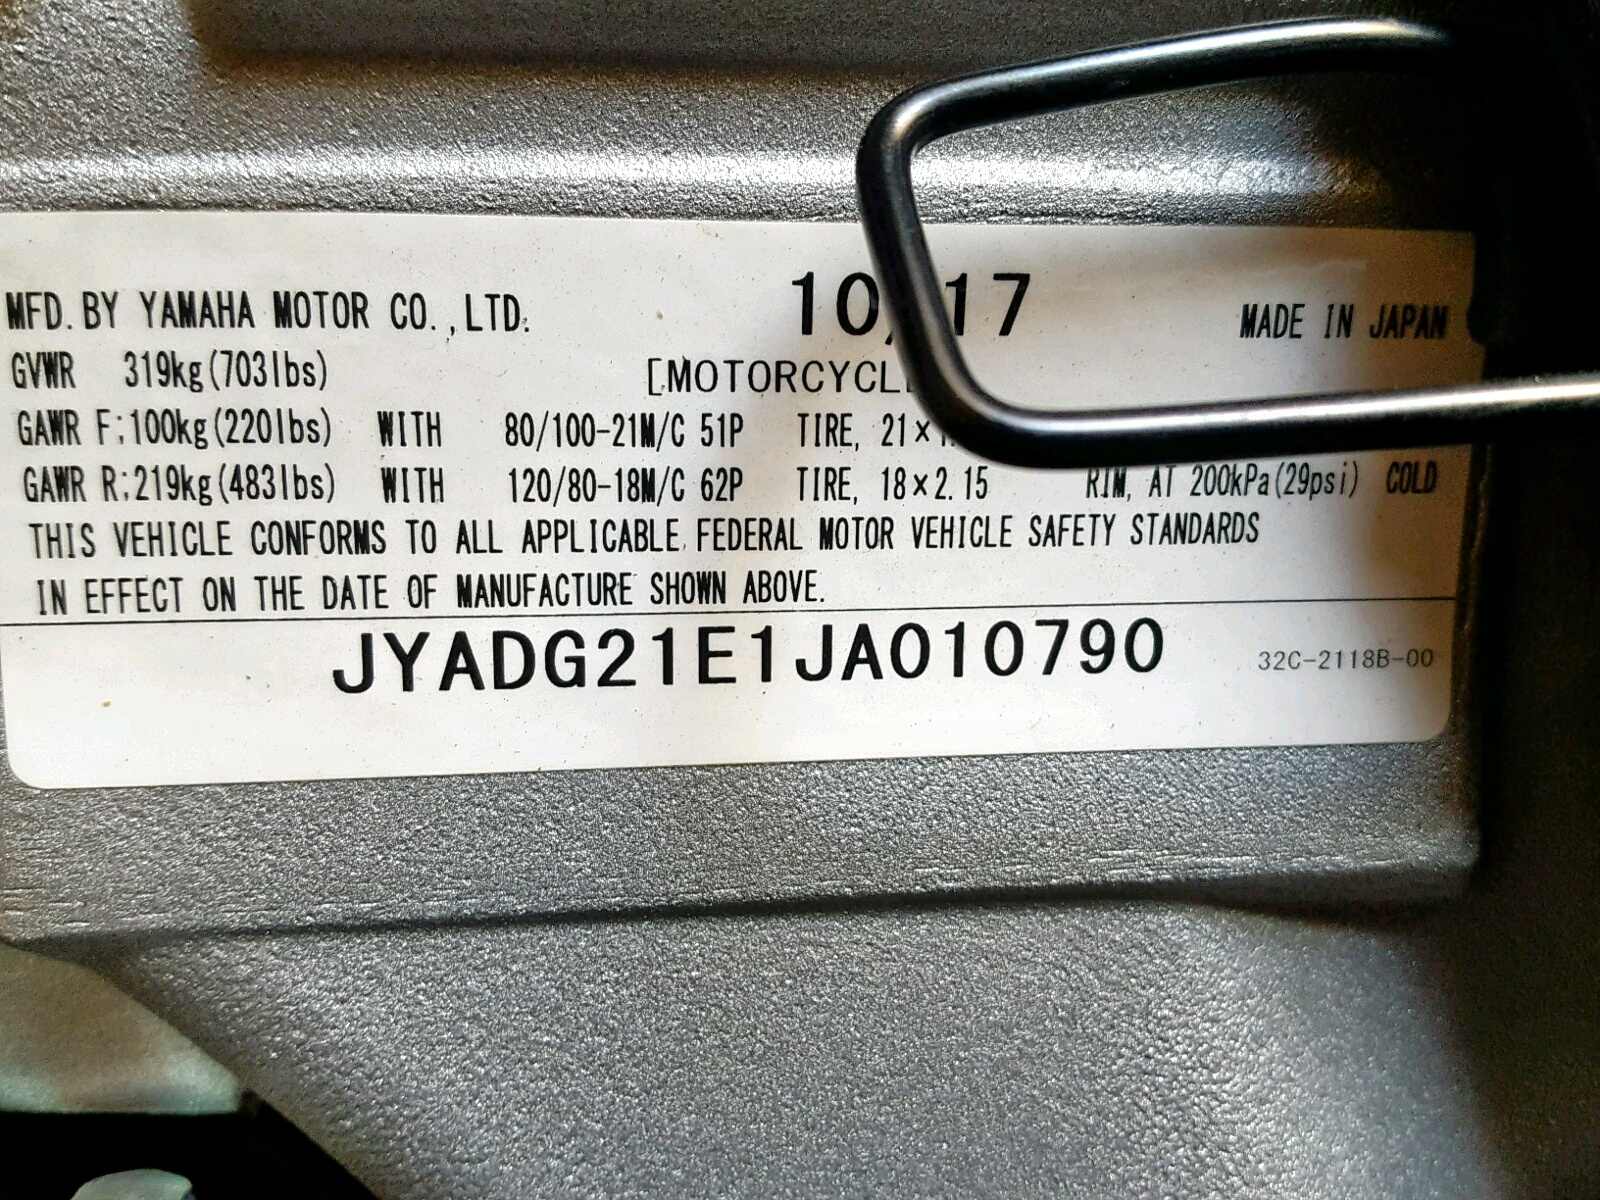 MFD. BY YAMAHA MOTOR CO.,LTD. 10/17 MADE IN JAPAN
GVWR 319kg(703lbs) [MOTORCYCL
GAWR F;100kg(220lbs) WITH 80/100-21M/C 51P TIRE, 21×1.
GAWR R;219kg(483lbs) WITH 120/80-18M/C 62P TIRE, 18×2.15 RIM, AT 200kPa(29psi) COLD
THIS VEHICLE CONFORMS TO ALL APPLICABLE FEDERAL MOTOR VEHICLE SAFETY STANDARDS
IN EFFECT ON THE DATE OF MANUFACTURE SHOWN ABOVE.
JYADG21E1JA010790 32C-2118B-00